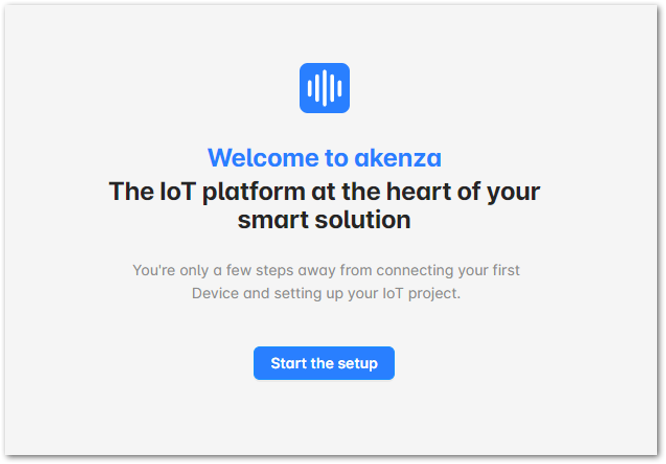 Welcome to akenza
The IoT platform at the heart of your
smart solution
You're only a few steps away from connecting your first
Device and setting up your IoT project.
Start the setup